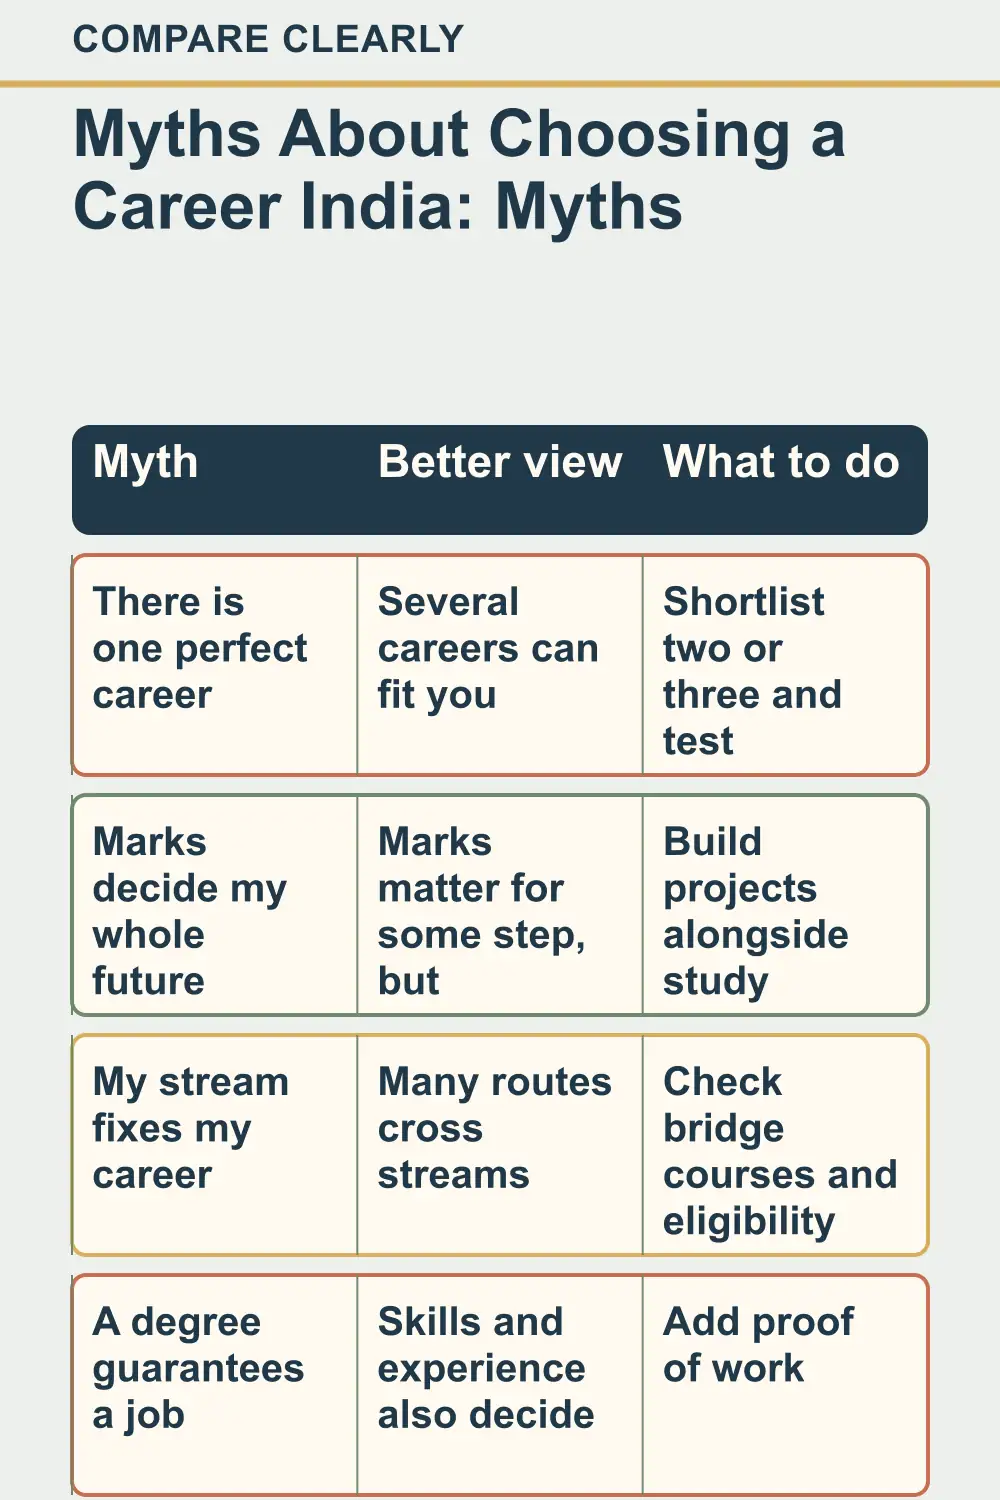 COMPARE CLEARLY
Myths About Choosing a
Career India: Myths
Myth
Better view
What to do
There is
one perfect
career
Several
careers can
fit you
Shortlist
two or
three and
test
Marks
decide my
whole
future
Marks
matter for
some step,
but
Build
projects
alongside
study
My stream
fixes my
career
Many routes
cross
streams
Check
bridge
courses and
eligibility
A degree
guarantees
a job
Skills and
experience
also decide
Add proof
of work